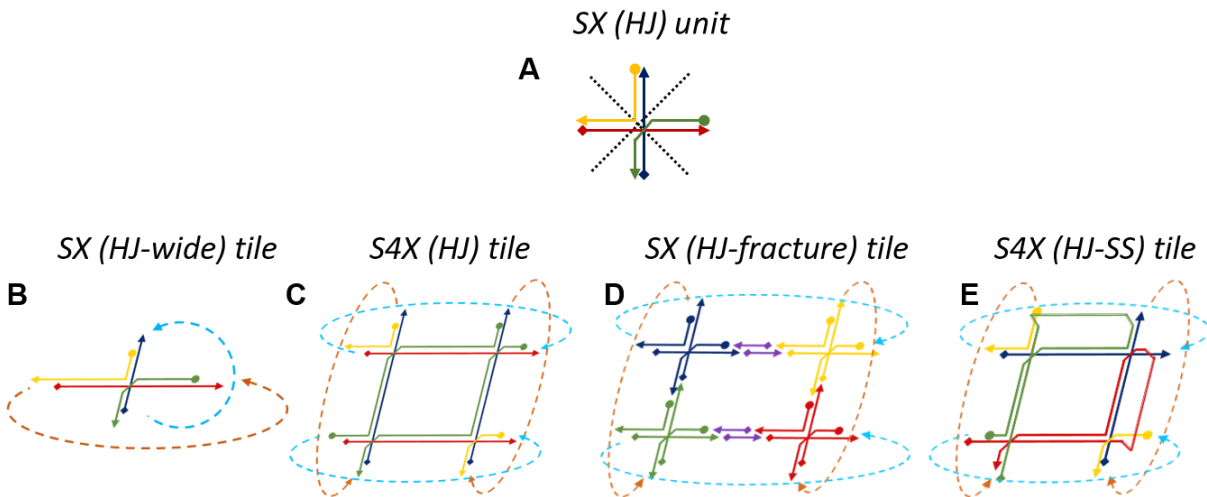 SX (HJ) unit
A
SX (HJ-wide) tile
S4X (HJ) tile
SX (HJ-fracture) tile
S4X (HJ-SS) tile
B
C
D
E